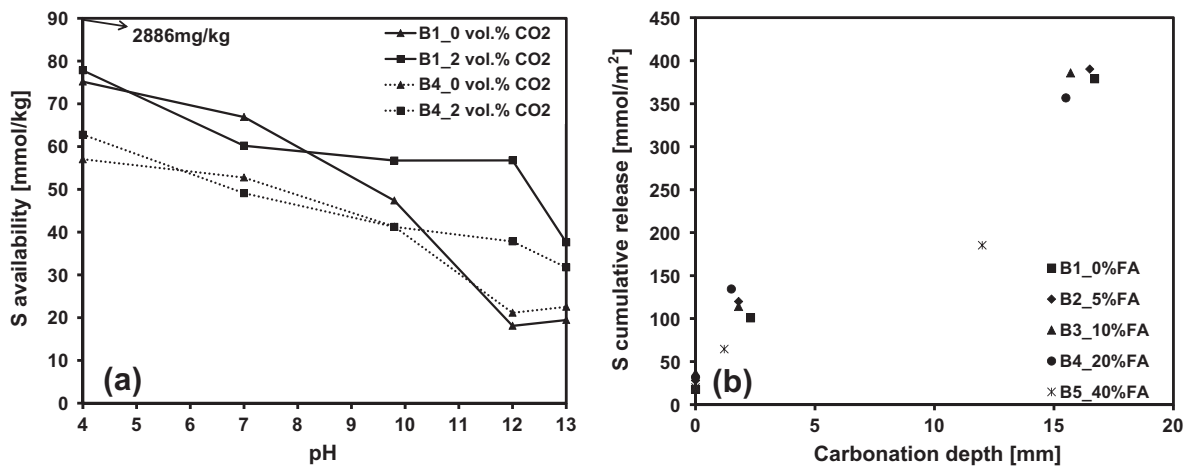 2886mg/kg
B1_0 vol.% CO2
B1_2 vol.% CO2
B4_0 vol.% CO2
B4_2 vol.% CO2
S availability [mmol/kg]
90
80
70
60
50
40
30
20
10
0
(a)
4 5 6 7 8 9 10 11 12 13
pH
S cumulative release [mmol/m²]
450
400
350
300
250
200
150
100
50
0
(b)
B1_0%FA
B2_5%FA
B3_10%FA
B4_20%FA
B5_40%FA
0 5 10 15 20
Carbonation depth [mm]